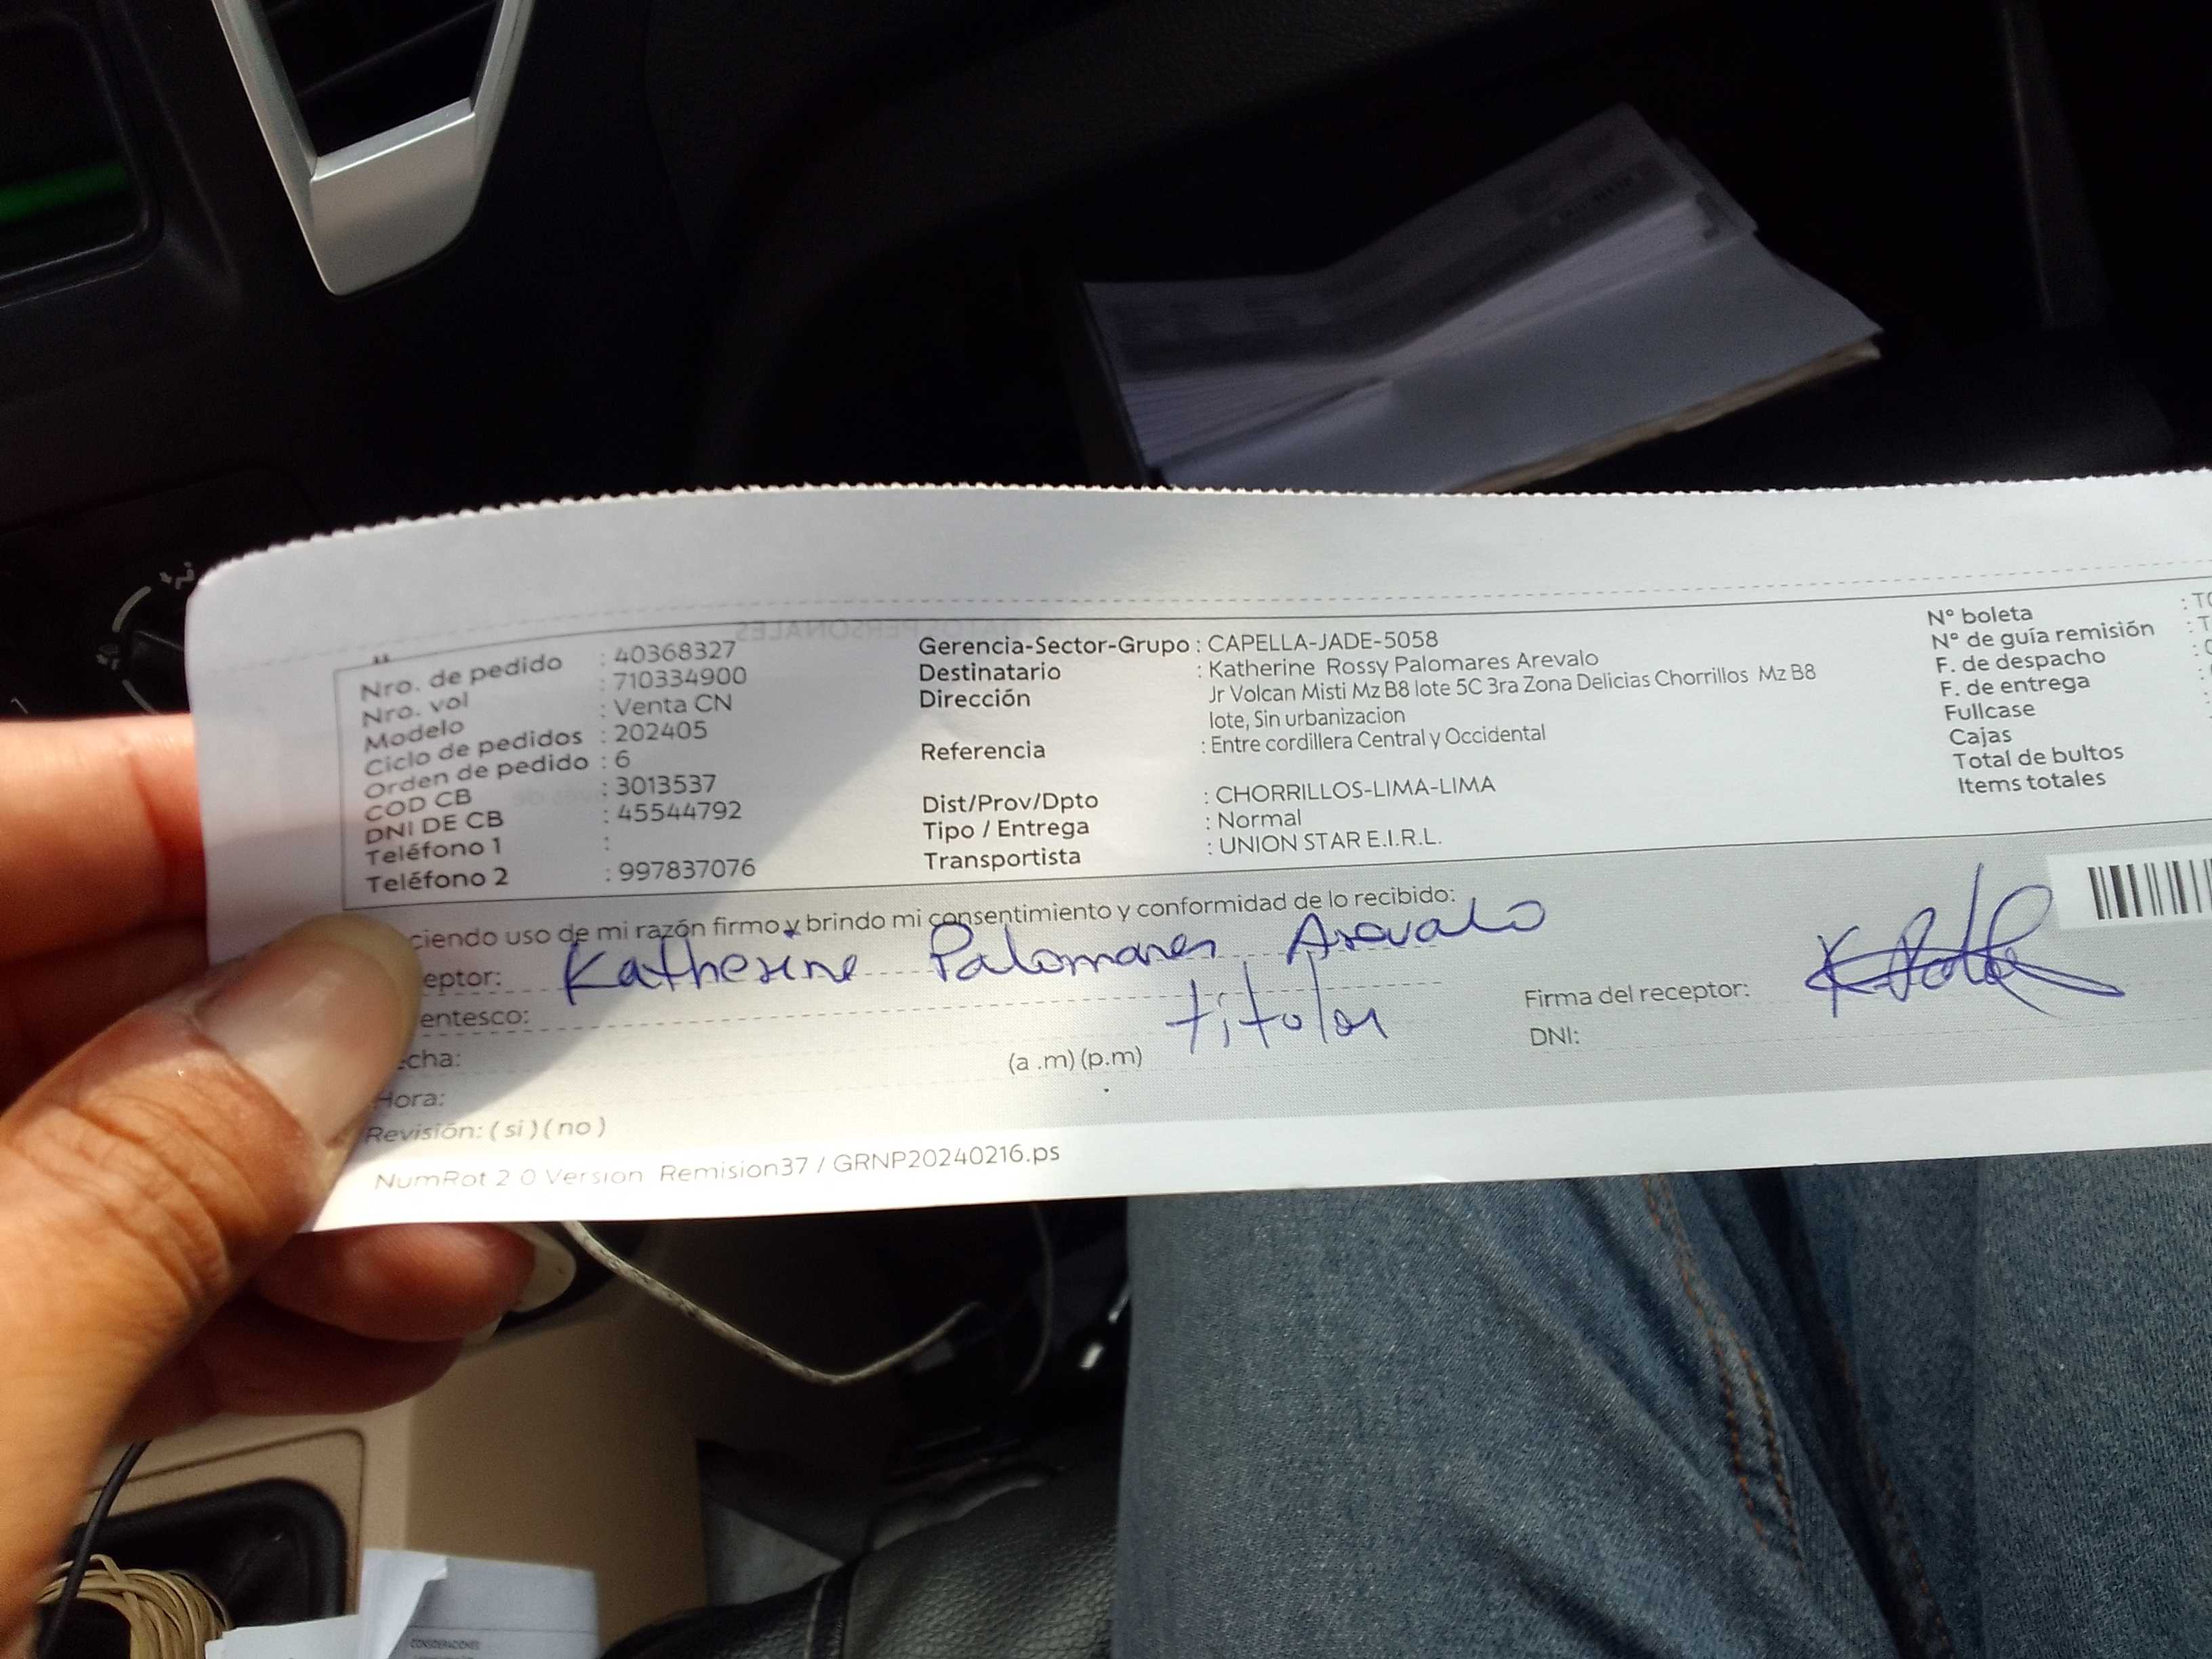 Nro. de pedido : 40368327
Nro. vol : 710334900
Modelo : Venta CN
Ciclo de pedidos : 202405
Orden de pedido : 6
COD CB : 3013537
DNI DE CB : 45544792
Teléfono 1 :
Teléfono 2 : 997837076
Gerencia-Sector-Grupo : CAPELLA-JADE-5058
Destinatario : Katherine Rossy Palomares Arevalo
Dirección Jr Volcan Misti Mz B8 lote 5C 3ra Zona Delicias Chorrillos Mz B8
lote, Sin urbanizacion
Referencia : Entre cordillera Central y Occidental
Dist/Prov/Dpto : CHORRILLOS-LIMA-LIMA
Tipo / Entrega : Normal
Transportista : UNION STAR E.I.R.L.
N° boleta
N° de guía remisión
F. de despacho
F. de entrega
Fullcase
Cajas
Total de bultos
Items totales
ciendo uso de mi razón firmo y brindo mi consentimiento y conformidad de lo recibido:
eptor: Katherine Palomares Arevalo
entesco: titular
cha:
Hora: (a .m) (p.m)
Revisión: ( si ) ( no )
Firma del receptor:
DNI:
NumRot 2 0 Version Remision37 / GRNP20240216.ps
CONSIDERACIONES